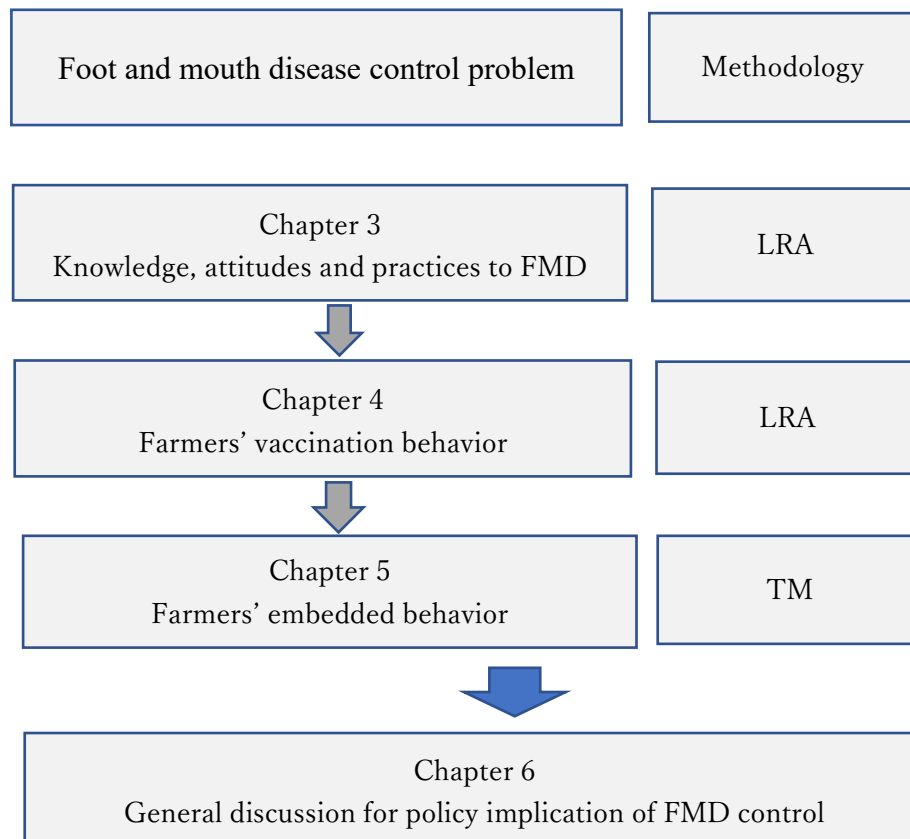 Foot and mouth disease control problem
Methodology
Chapter 3
Knowledge, attitudes and practices to FMD
LRA
Chapter 4
Farmers’ vaccination behavior
LRA
Chapter 5
Farmers’ embedded behavior
TM
Chapter 6
General discussion for policy implication of FMD control